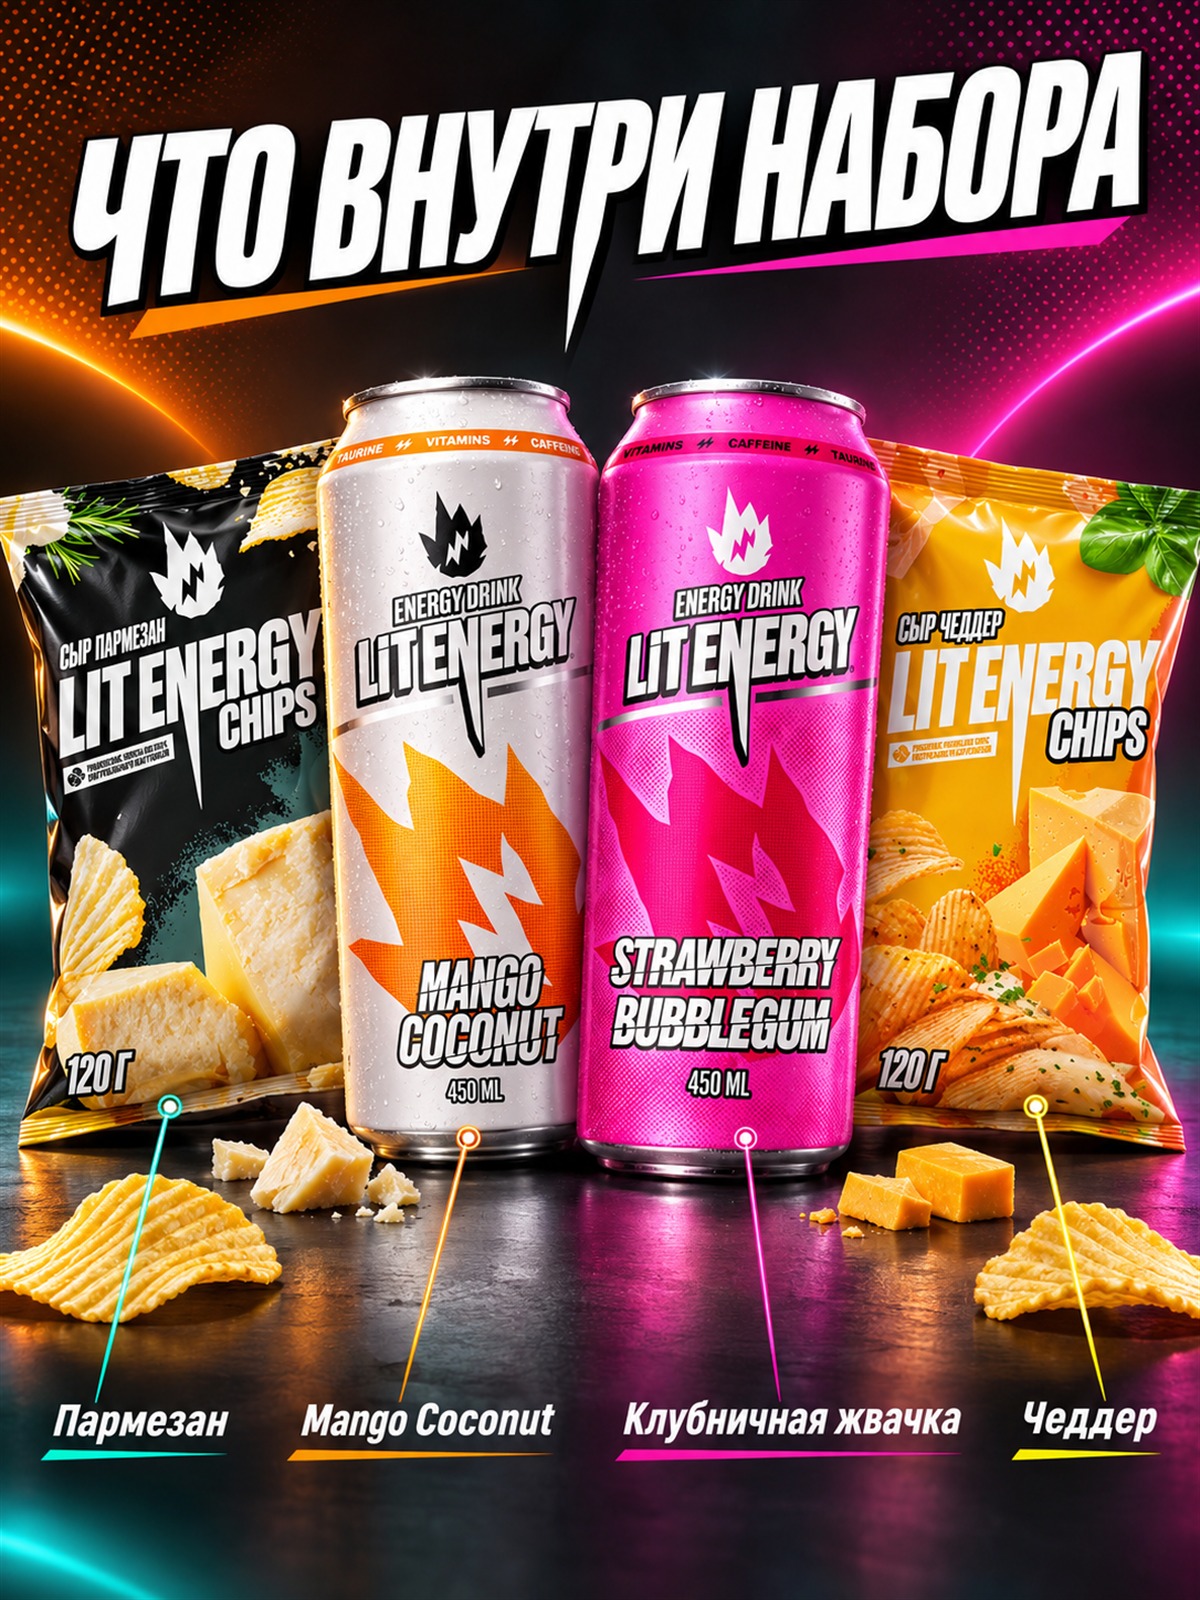 ЧТО ВНУТРИ НАБОРА
TAURINE VITAMINS CAFFEINE
VITAMINS CAFFEINE TAURINE
СЫР ПАРМЕЗАН
LIT ENERGY
CHIPS
120 Г
ENERGY DRINK
LIT ENERGY
MANGO
COCONUT
450 ML
ENERGY DRINK
LIT ENERGY
STRAWBERRY
BUBBLEGUM
450 ML
СЫР ЧЕДДЕР
LIT ENERGY
CHIPS
120 Г
Пармезан
Mango Coconut
Клубничная жвачка
Чеддер